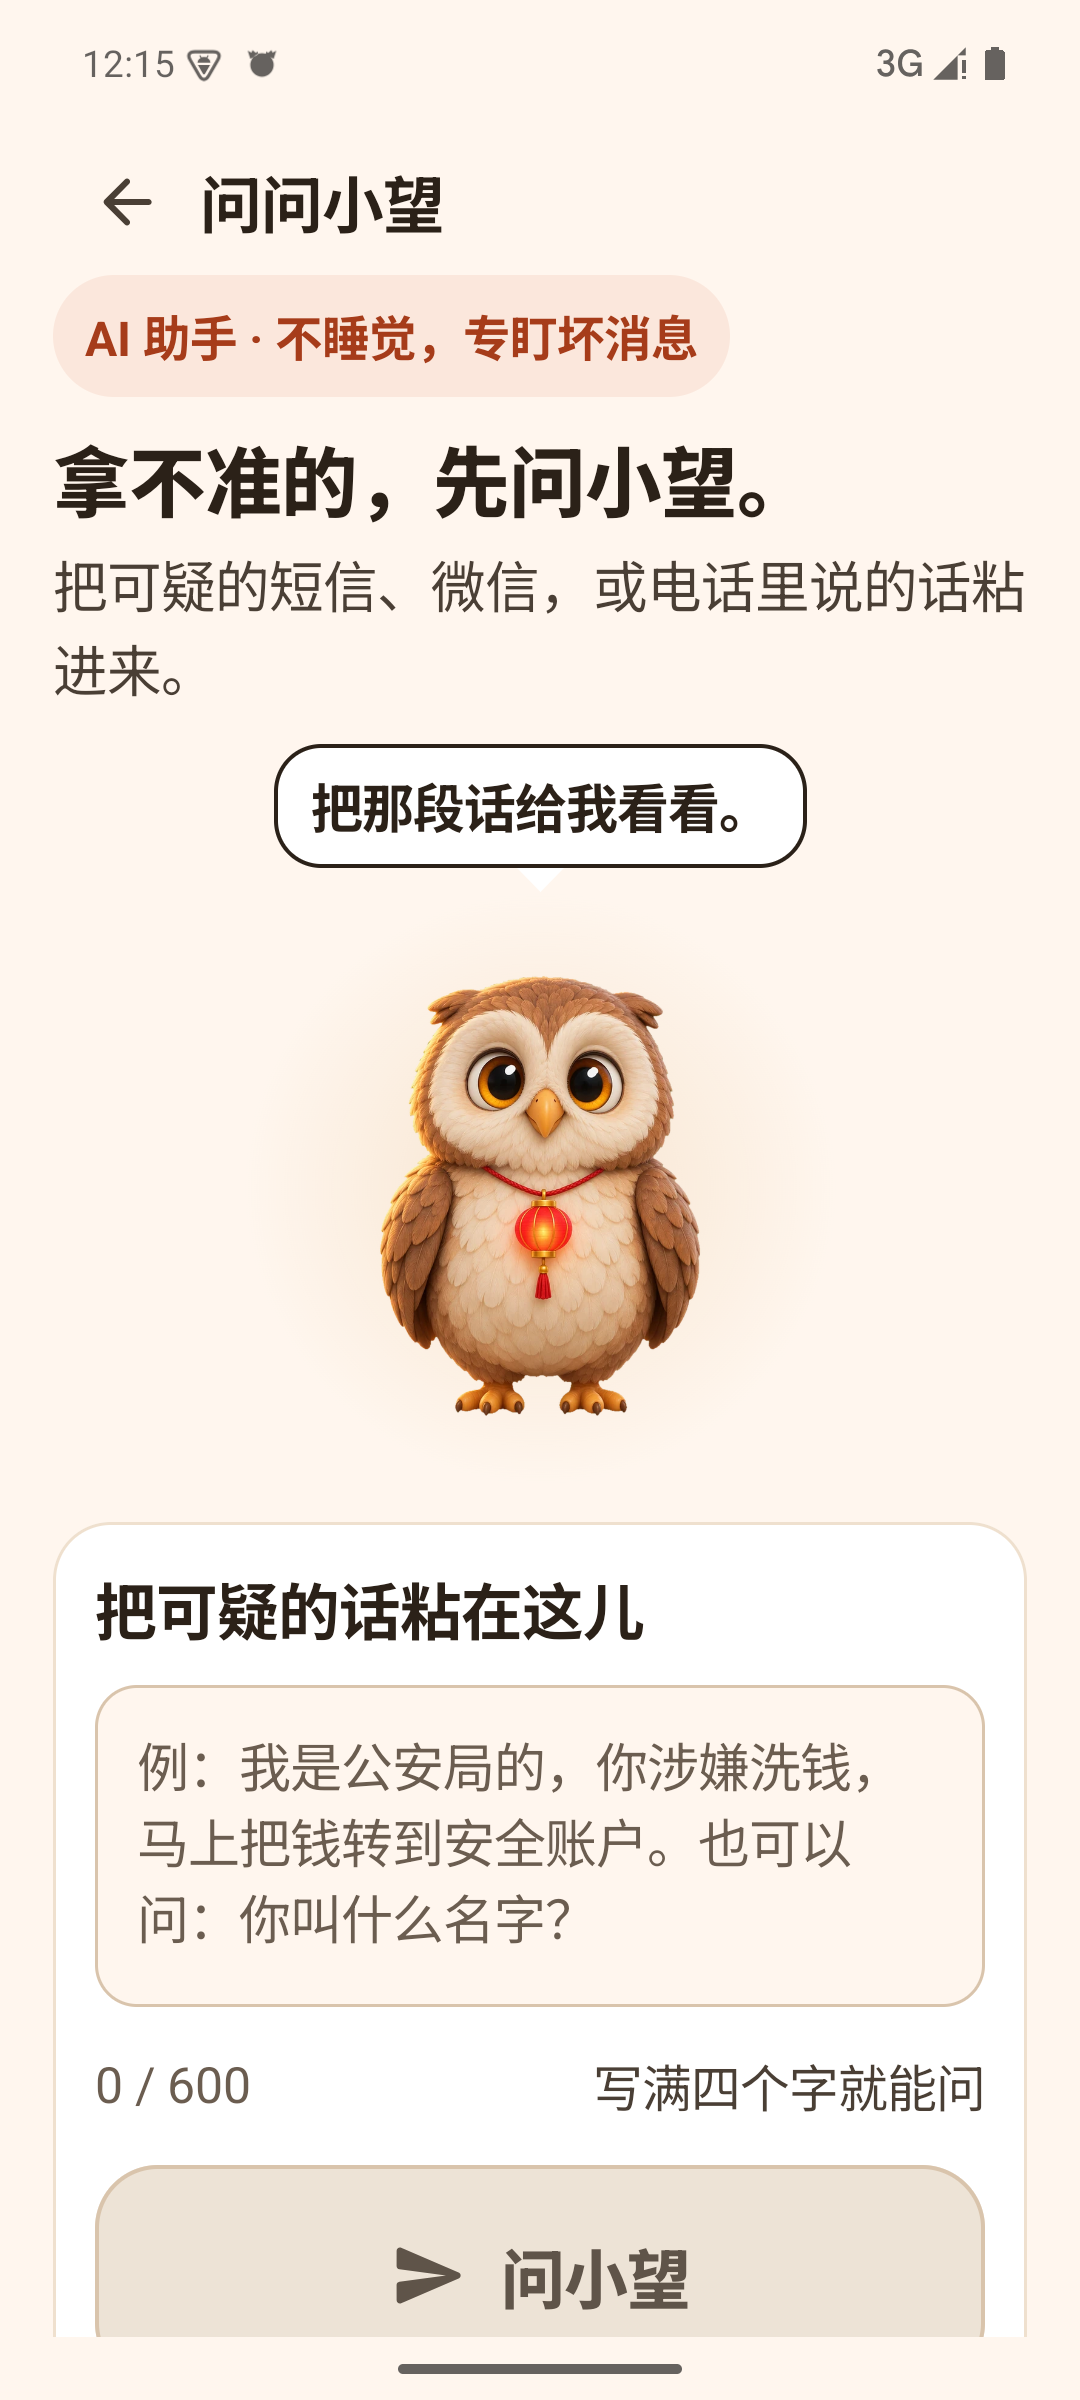 12:15
3G
问问小望
AI 助手 · 不睡觉，专盯坏消息
拿不准的，先问小望。
把可疑的短信、微信，或电话里说的话粘
进来。
把那段话给我看看。
把可疑的话粘在这儿
例：我是公安局的，你涉嫌洗钱，
马上把钱转到安全账户。也可以
问：你叫什么名字？
0 / 600
写满四个字就能问
问小望